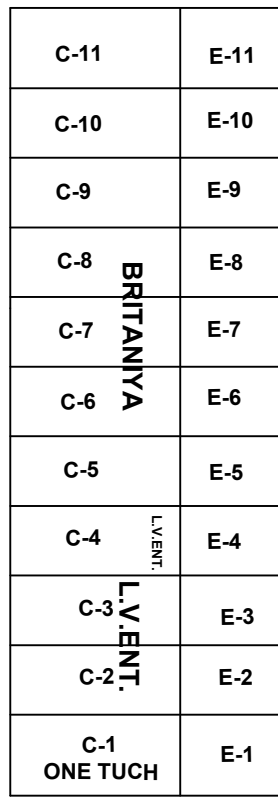 C-11 E-11
C-10 E-10
C-9 E-9
C-8 E-8
BRITANIYA
C-7 E-7
C-6 E-6
C-5 E-5
C-4 L.V.ENT. E-4
C-3 E-3
L.V.ENT.
C-2 E-2
C-1 E-1
ONE TUCH